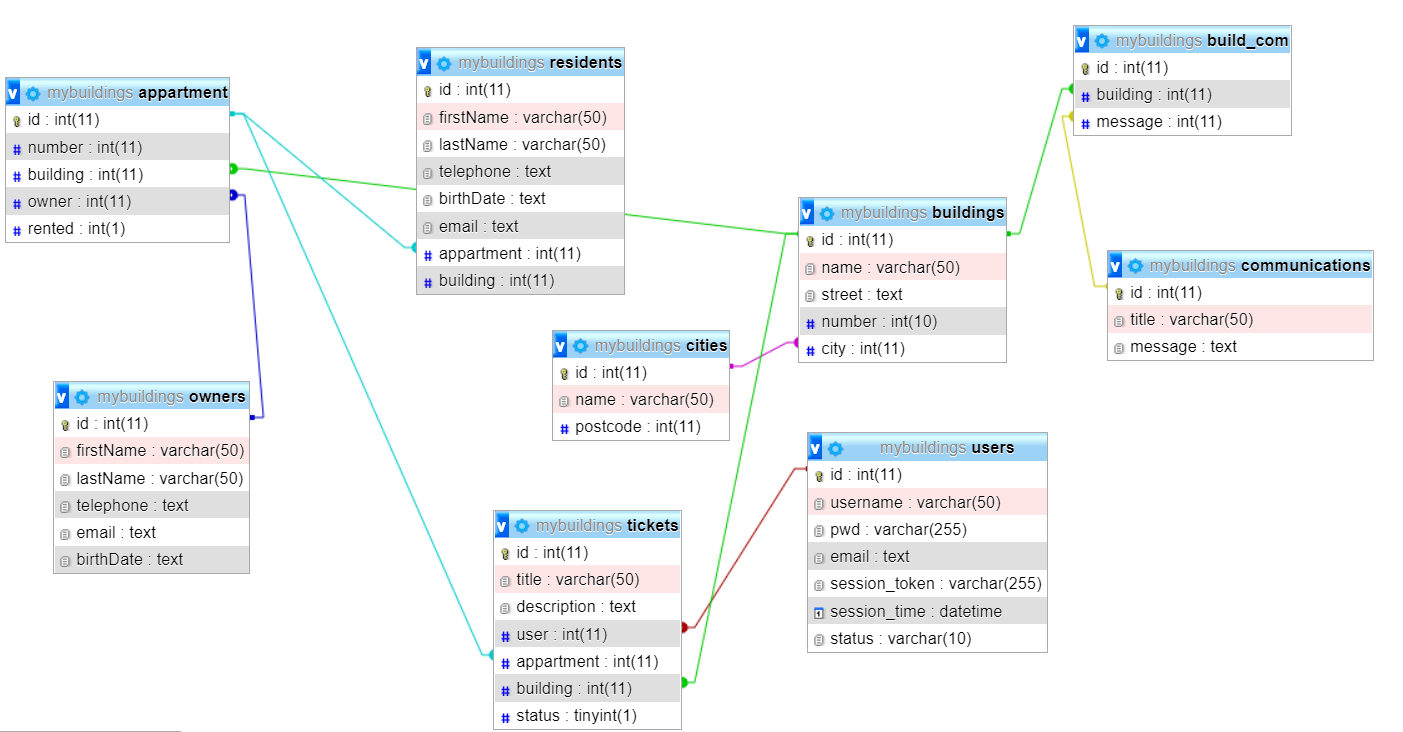 v mybuildings appartment
id : int(11)
# number : int(11)
# building : int(11)
# owner : int(11)
# rented : int(1)
v mybuildings residents
id : int(11)
firstName : varchar(50)
lastName : varchar(50)
telephone : text
birthDate : text
email : text
# appartment : int(11)
# building : int(11)
v mybuildings build_com
id : int(11)
# building : int(11)
# message : int(11)
v mybuildings buildings
id : int(11)
name : varchar(50)
street : text
# number : int(10)
# city : int(11)
v mybuildings communications
id : int(11)
title : varchar(50)
message : text
v mybuildings cities
id : int(11)
name : varchar(50)
# postcode : int(11)
v mybuildings owners
id : int(11)
firstName : varchar(50)
lastName : varchar(50)
telephone : text
email : text
birthDate : text
v mybuildings users
id : int(11)
username : varchar(50)
pwd : varchar(255)
email : text
session_token : varchar(255)
session_time : datetime
status : varchar(10)
v mybuildings tickets
id : int(11)
title : varchar(50)
description : text
# user : int(11)
# appartment : int(11)
# building : int(11)
# status : tinyint(1)